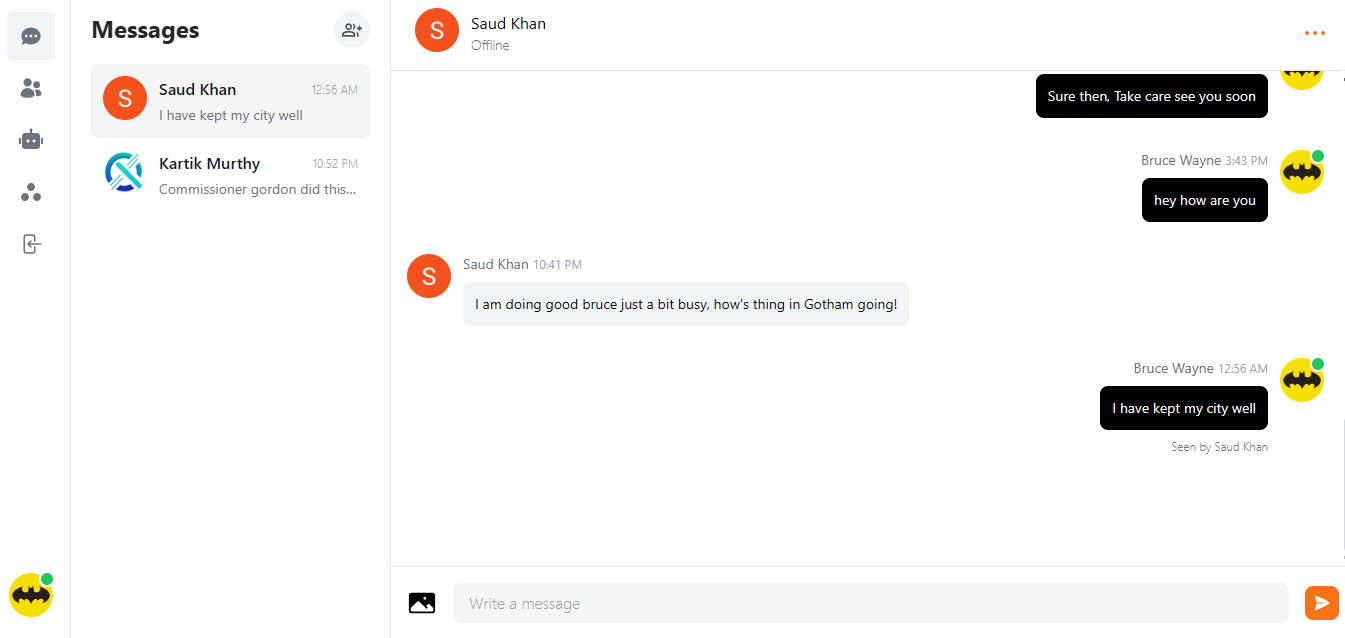 Messages
S
Saud Khan
12:56 AM
I have kept my city well
Kartik Murthy
10:52 PM
Commissioner gordon did this...
S
Saud Khan
Offline
Sure then, Take care see you soon
Bruce Wayne 3:43 PM
hey how are you
S
Saud Khan 10:41 PM
I am doing good bruce just a bit busy, how's thing in Gotham going!
Bruce Wayne 12:56 AM
I have kept my city well
Seen by Saud Khan
Write a message